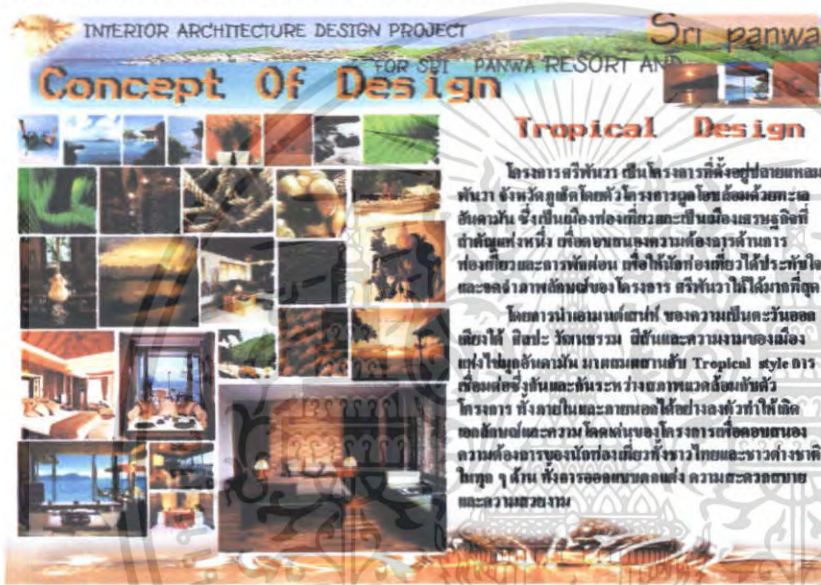 INTERIOR ARCHITECTURE DESIGN PROJECT
Sri panwa
FOR SRI PANWA RESORT AND
Concept Of Design
Tropical Design
โครงการศรีพันวา เป็นโครงการที่ตั้งอยู่ปลายแหลม
พันวา จังหวัดภูเก็ตโดยตัวโครงการถูกโอบล้อมด้วยทะเล
อันดามัน ซึ่งเป็นเมืองท่องเที่ยวและเป็นเมืองเศรษฐกิจที่
สำคัญแห่งหนึ่ง เพื่อตอบสนองความต้องการด้านการ
ท่องเที่ยวและการพักผ่อน เพื่อให้นักท่องเที่ยวได้ประทับใจ
และจดจำภาพลักษณ์ของโครงการ ศรีพันวาให้ได้มากที่สุด
โดยการนำเอามนต์เสน่ห์ ของความเป็นตะวันออก
เฉียงใต้ ศิลปะ วัฒนธรรม สีสันและความงามของเมือง
แห่งไข่มุกอันดามัน มาผสมผสานกับ Tropical style การ
เชื่อมต่อซึ่งกันและกันระหว่างสภาพแวดล้อมกับตัว
โครงการ ทั้งภายในและภายนอกได้อย่างลงตัวทำให้เกิด
เอกลักษณ์และความโดดเด่นของโครงการเพื่อตอบสนอง
ความต้องการของนักท่องเที่ยวทั้งชาวไทยและชาวต่างชาติ
ในทุก ๆ ด้าน ทั้งการออกแบบตกแต่ง ความสะดวกสบาย
และความสวยงาม